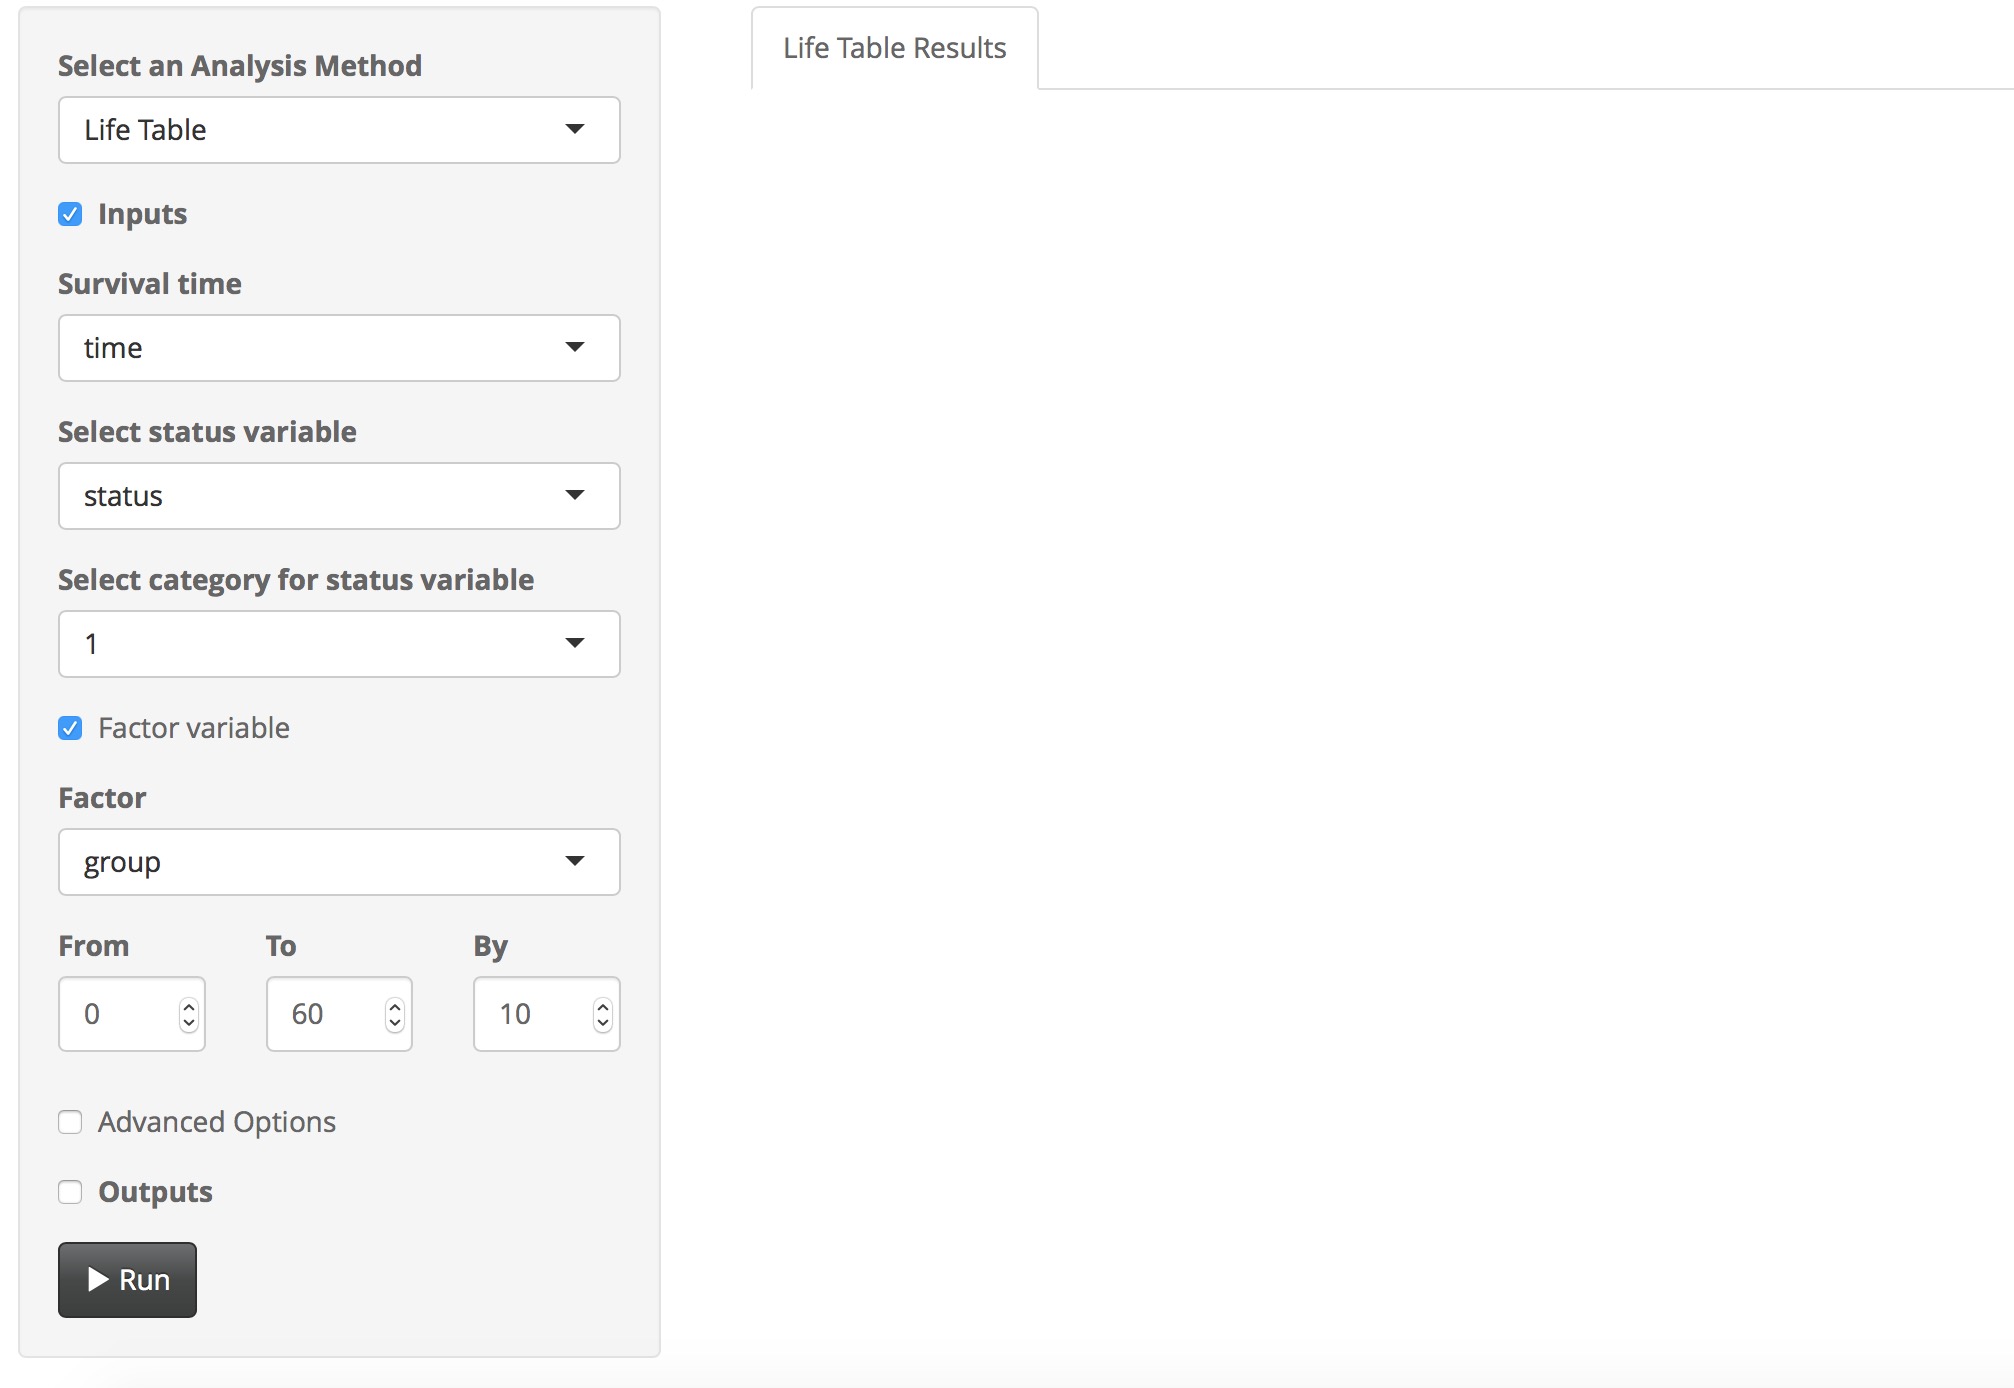 Select an Analysis Method
Life Table
Inputs
Survival time
time
Select status variable
status
Select category for status variable
1
Factor variable
Factor
group
From To By
0 60 10
Advanced Options
Outputs
Run
Life Table Results